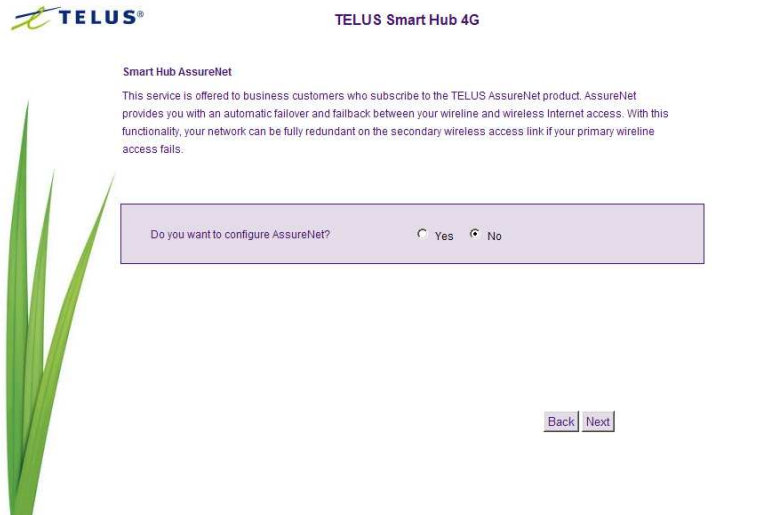 TELUS®
TELUS Smart Hub 4G
Smart Hub AssureNet
This service is offered to business customers who subscribe to the TELUS AssureNet product. AssureNet
provides you with an automatic failover and failback between your wireline and wireless Internet access. With this
functionality, your network can be fully redundant on the secondary wireless access link if your primary wireline
access fails.
Do you want to configure AssureNet? Yes No
Back Next